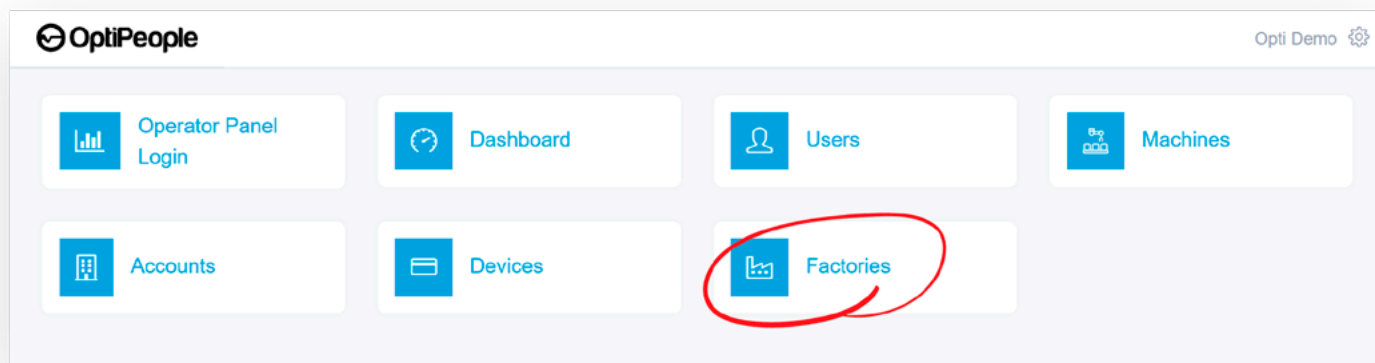 OptiPeople
Opti Demo
Operator Panel
Login
Dashboard
Users
Machines
Accounts
Devices
Factories